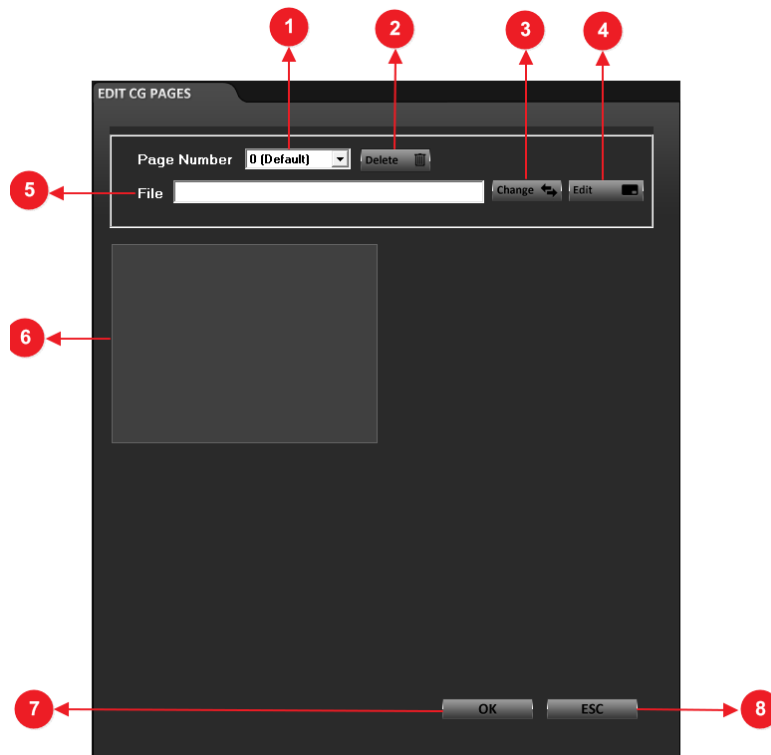 1 2 3 4
EDIT CG PAGES
Page Number 0 (Default) Delete
5 File Change Edit
6
7 OK ESC 8